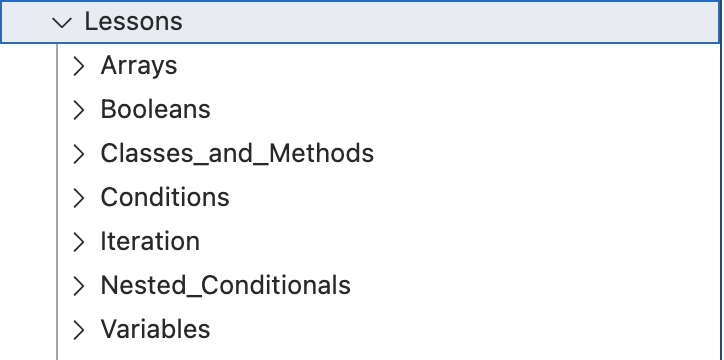 Lessons
Arrays
Booleans
Classes_and_Methods
Conditions
Iteration
Nested_Conditionals
Variables